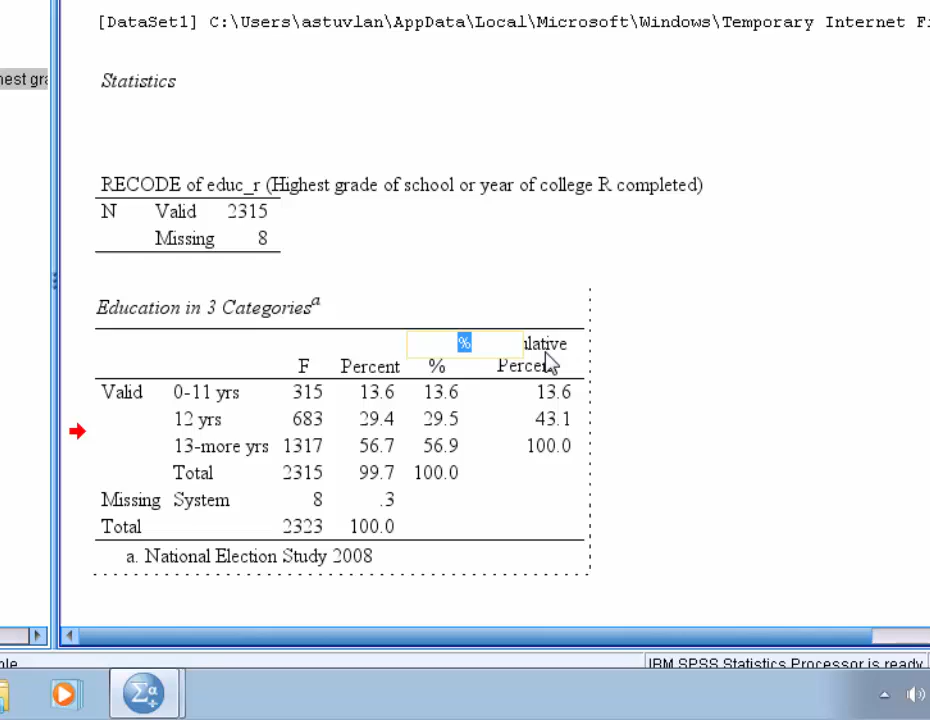 [DataSet1] C:\Users\astuvlan\AppData\Local\Microsoft\Windows\Temporary Internet
Statistics
RECODE of educ_r (Highest grade of school or year of college R completed)
N Valid 2315
Missing 8
Education in 3 Categoriesa
% ulative
F Percent % Percent
Valid 0-11 yrs 315 13.6 13.6 13.6
12 yrs 683 29.4 29.5 43.1
13-more yrs 1317 56.7 56.9 100.0
Total 2315 99.7 100.0
Missing System 8 .3
Total 2323 100.0
a. National Election Study 2008
IBM SPSS Statistics Processor is ready